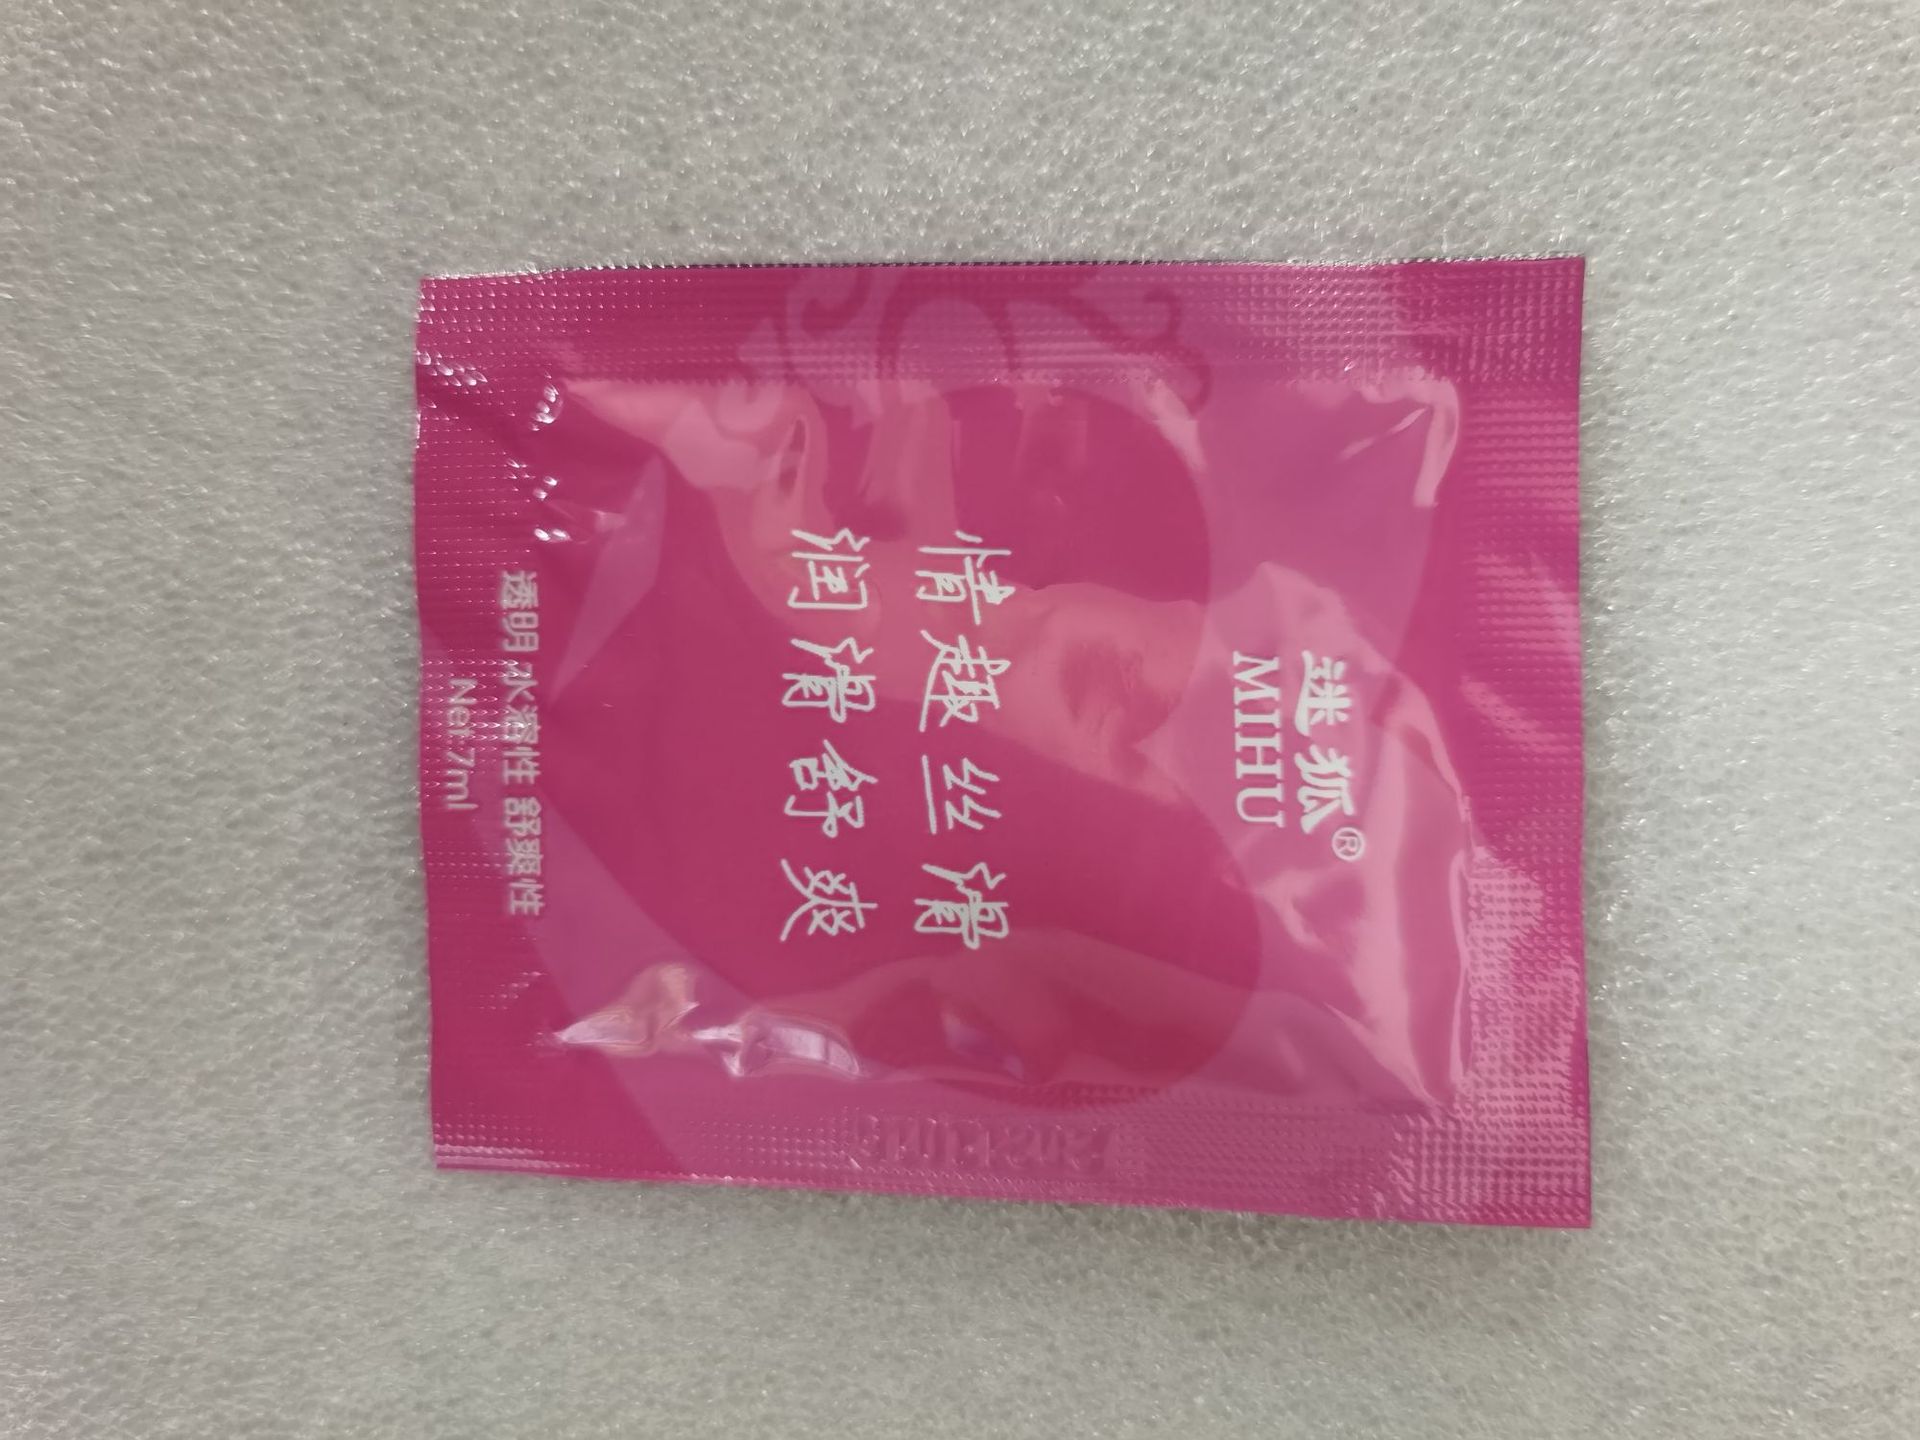 迷狐®
MIHU
情趣丝滑
润滑舒爽
透明 水溶性 舒爽性
Net:7ml